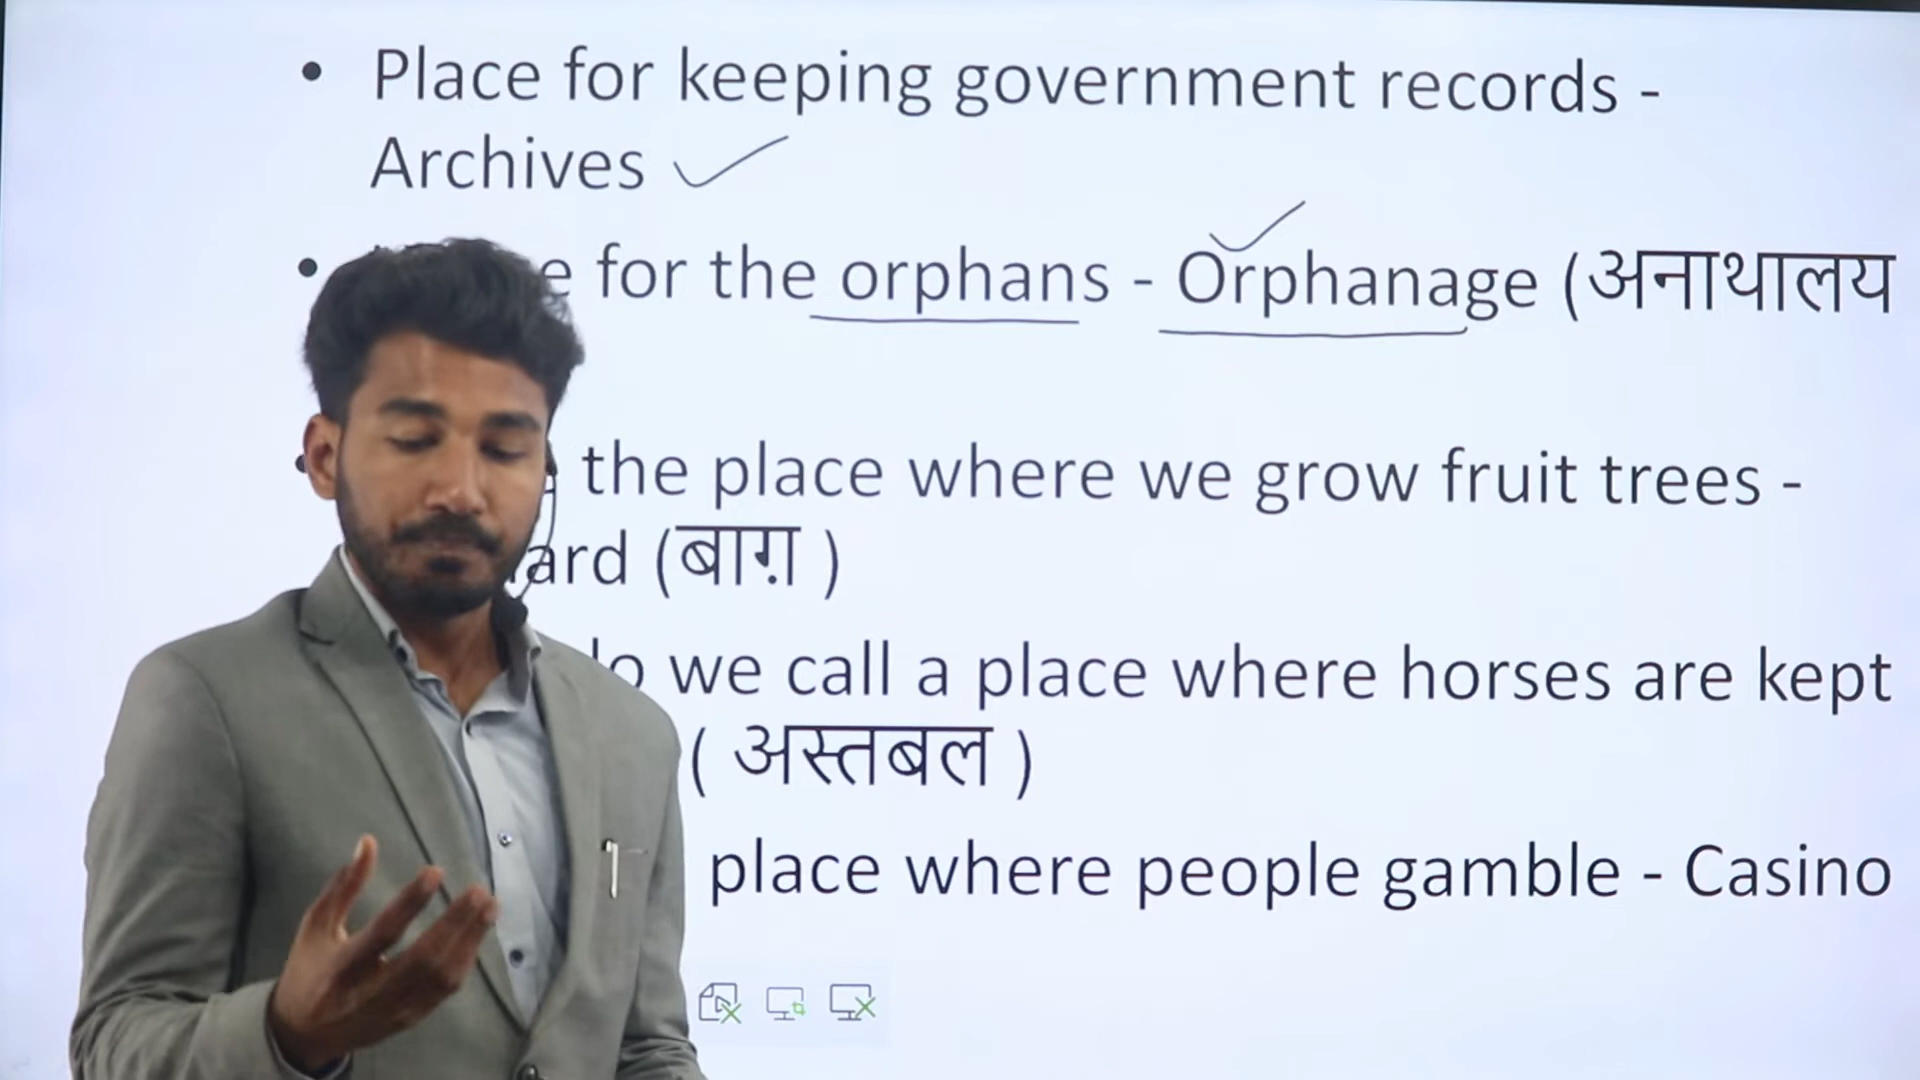 • Place for keeping government records -
Archives
• for the orphans - Orphanage (अनाथालय
• the place where we grow fruit trees -
(बाग़ )
we call a place where horses are kept
( अस्तबल )
place where people gamble - Casino